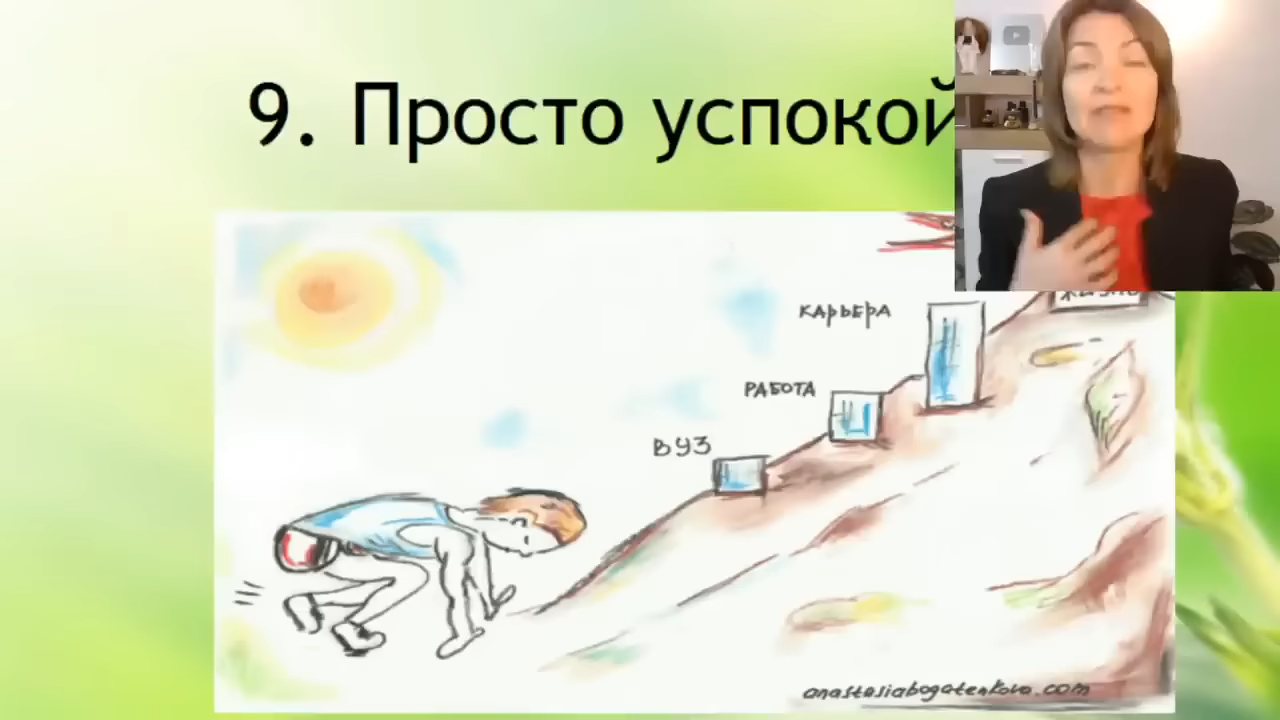 9. Просто успокой
КАРЬЕРА
РАБОТА
ВУЗ
anastasiabogatenkova.com